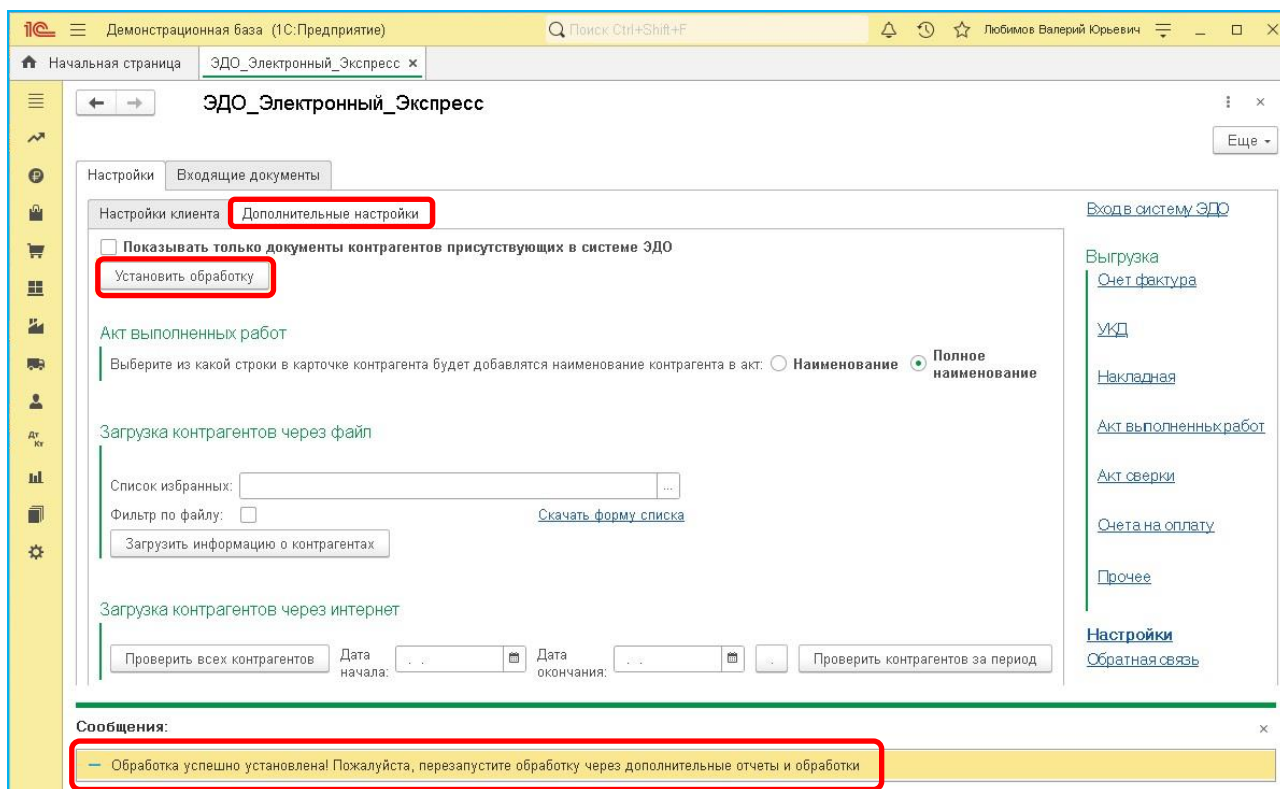 1С Демонстрационная база (1С:Предприятие) Поиск Ctrl+Shift+F Любимов Валерий Юрьевич
Начальная страница ЭДО_Электронный_Экспресс ×
ЭДО_Электронный_Экспресс
Еще
Настройки Входящие документы
Настройки клиента Дополнительные настройки
Показывать только документы контрагентов присутствующих в системе ЭДО
Установить обработку
Акт выполненных работ
Выберите из какой строки в карточке контрагента будет добавлятся наименование контрагента в акт: Наименование Полное
наименование
Загрузка контрагентов через файл
Список избранных: ...
Фильтр по файлу: Скачать форму списка
Загрузить информацию о контрагентах
Загрузка контрагентов через интернет
Проверить всех контрагентов Дата
начала: . . Дата
окончания: . . . Проверить контрагентов за период
Вход в систему ЭДО
Выгрузка
Счет фактура
УКД
Накладная
Акт выполненных работ
Акт сверки
Счета на оплату
Прочее
Настройки
Обратная связь
Дт
Кт
Сообщения:
Обработка успешно установлена! Пожалуйста, перезапустите обработку через дополнительные отчеты и обработки